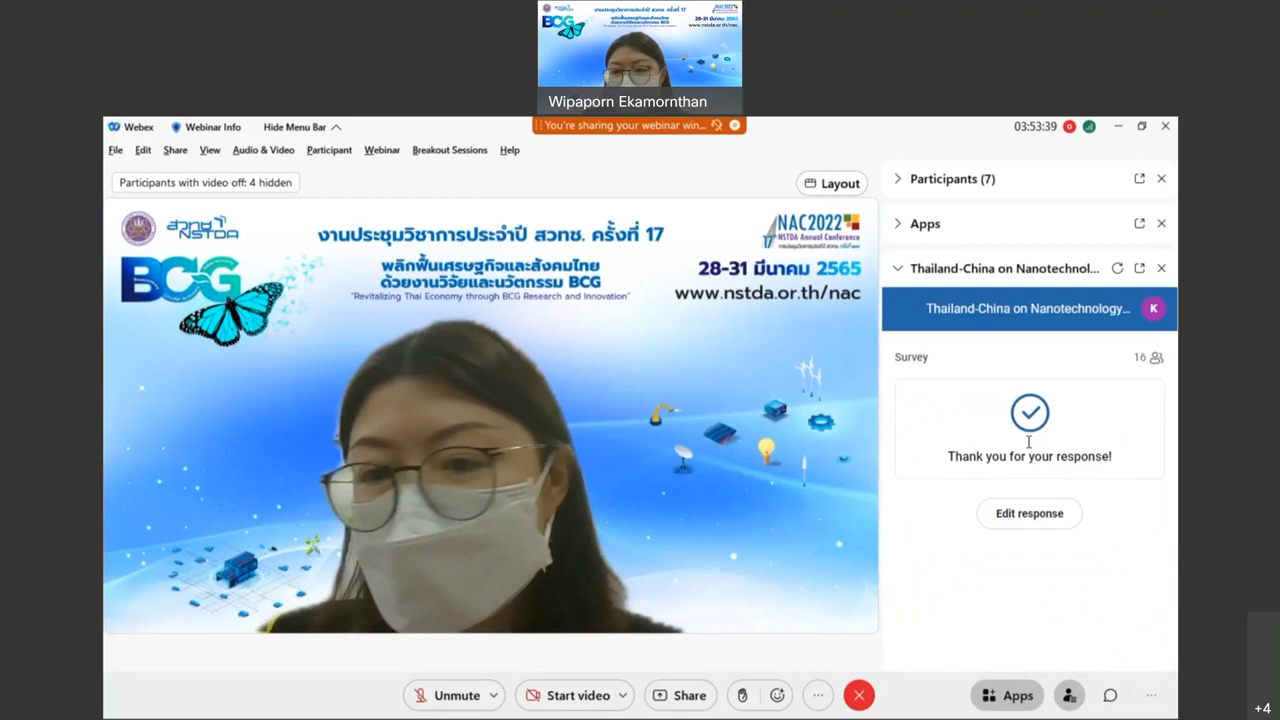 Wipaporn Ekamornthan
Webex
Webinar Info
Hide Menu Bar
You're sharing your webinar win...
03:53:39
File Edit Share View Audio & Video Participant Webinar Breakout Sessions Help
Participants with video off: 4 hidden
Layout
สวทช
NSTDA
งานประชุมวิชาการประจำปี สวทช. ครั้งที่ 17
NAC2022
17th NSTDA Annual Conference
BCG
พลิกฟื้นเศรษฐกิจและสังคมไทย
ด้วยงานวิจัยและนวัตกรรม BCG
"Revitalizing Thai Economy through BCG Research and Innovation"
28-31 มีนาคม 2565
www.nstda.or.th/nac
Participants (7)
Apps
Thailand-China on Nanotechnol...
Thailand-China on Nanotechnology...
K
Survey
16
Thank you for your response!
Edit response
Unmute
Start video
Share
Apps
+4